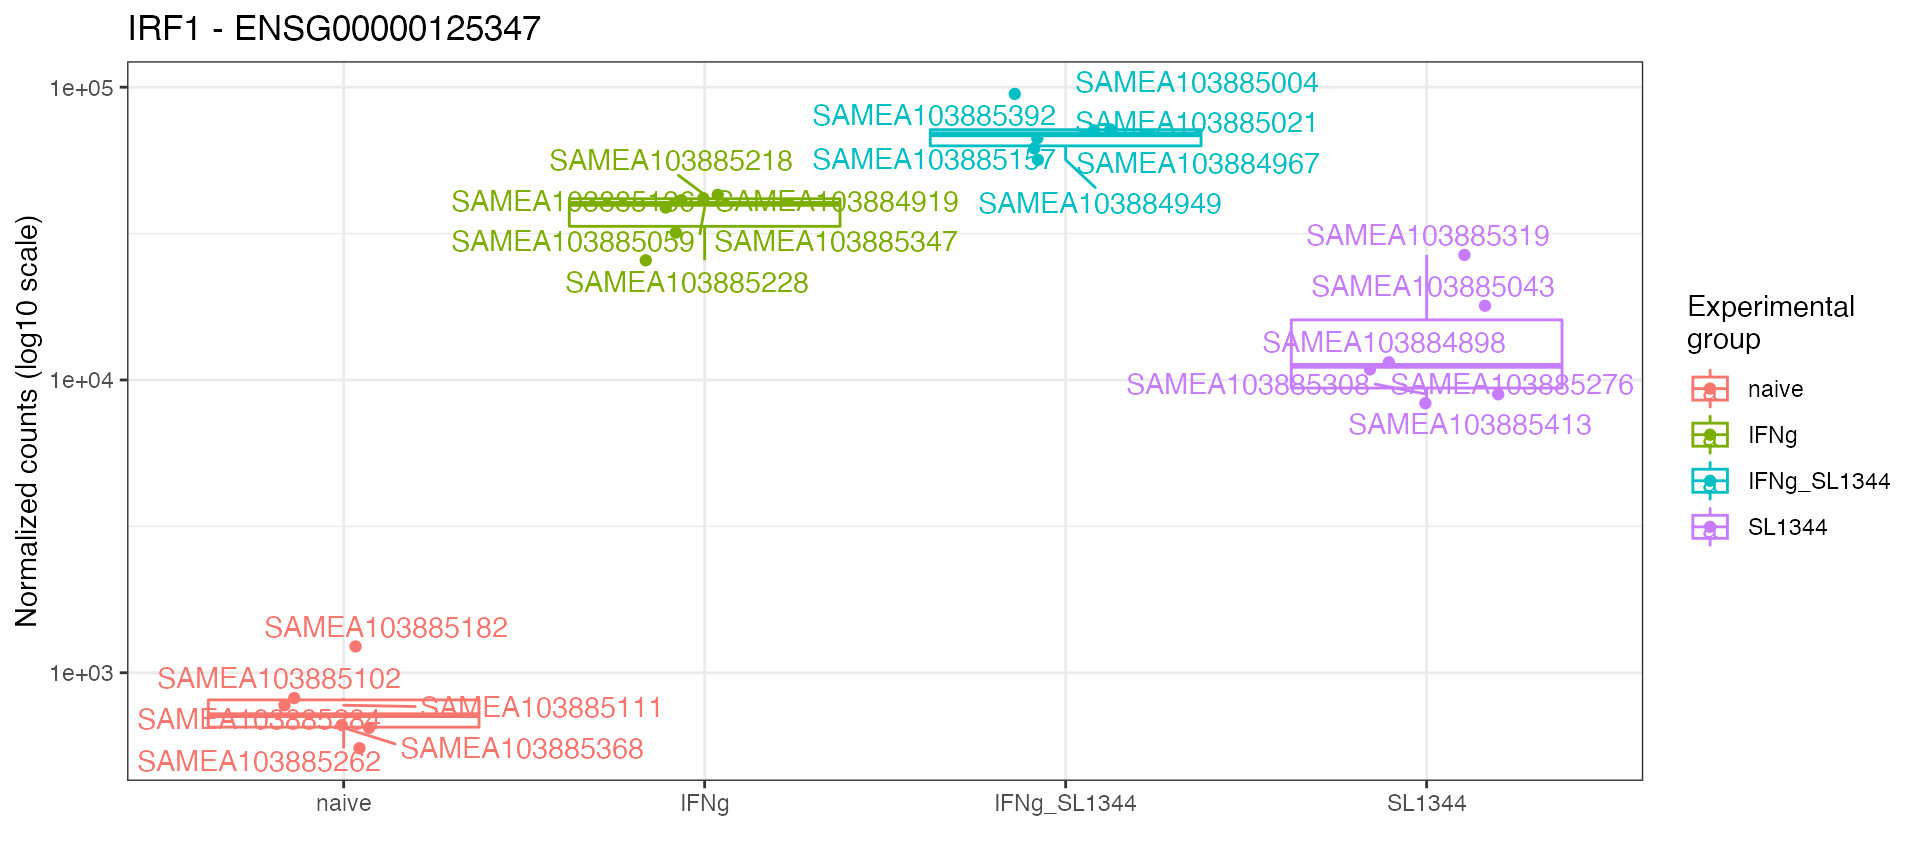 IRF1 - ENSG00000125347
Normalized counts (log10 scale)
1e+05
1e+04
1e+03
SAMEA103885004
SAMEA103885392
SAMEA103885021
SAMEA103885157
SAMEA103884967
SAMEA103884949
SAMEA103885218
SAMEA103884919
SAMEA103885059
SAMEA103885347
SAMEA103885228
SAMEA103885319
SAMEA103885043
SAMEA103884898
SAMEA103885308
SAMEA103885276
SAMEA103885413
SAMEA103885182
SAMEA103885102
SAMEA103885111
SAMEA103885368
SAMEA103885262
naive
IFNg
IFNg_SL1344
SL1344
Experimental
group
naive
IFNg
IFNg_SL1344
SL1344